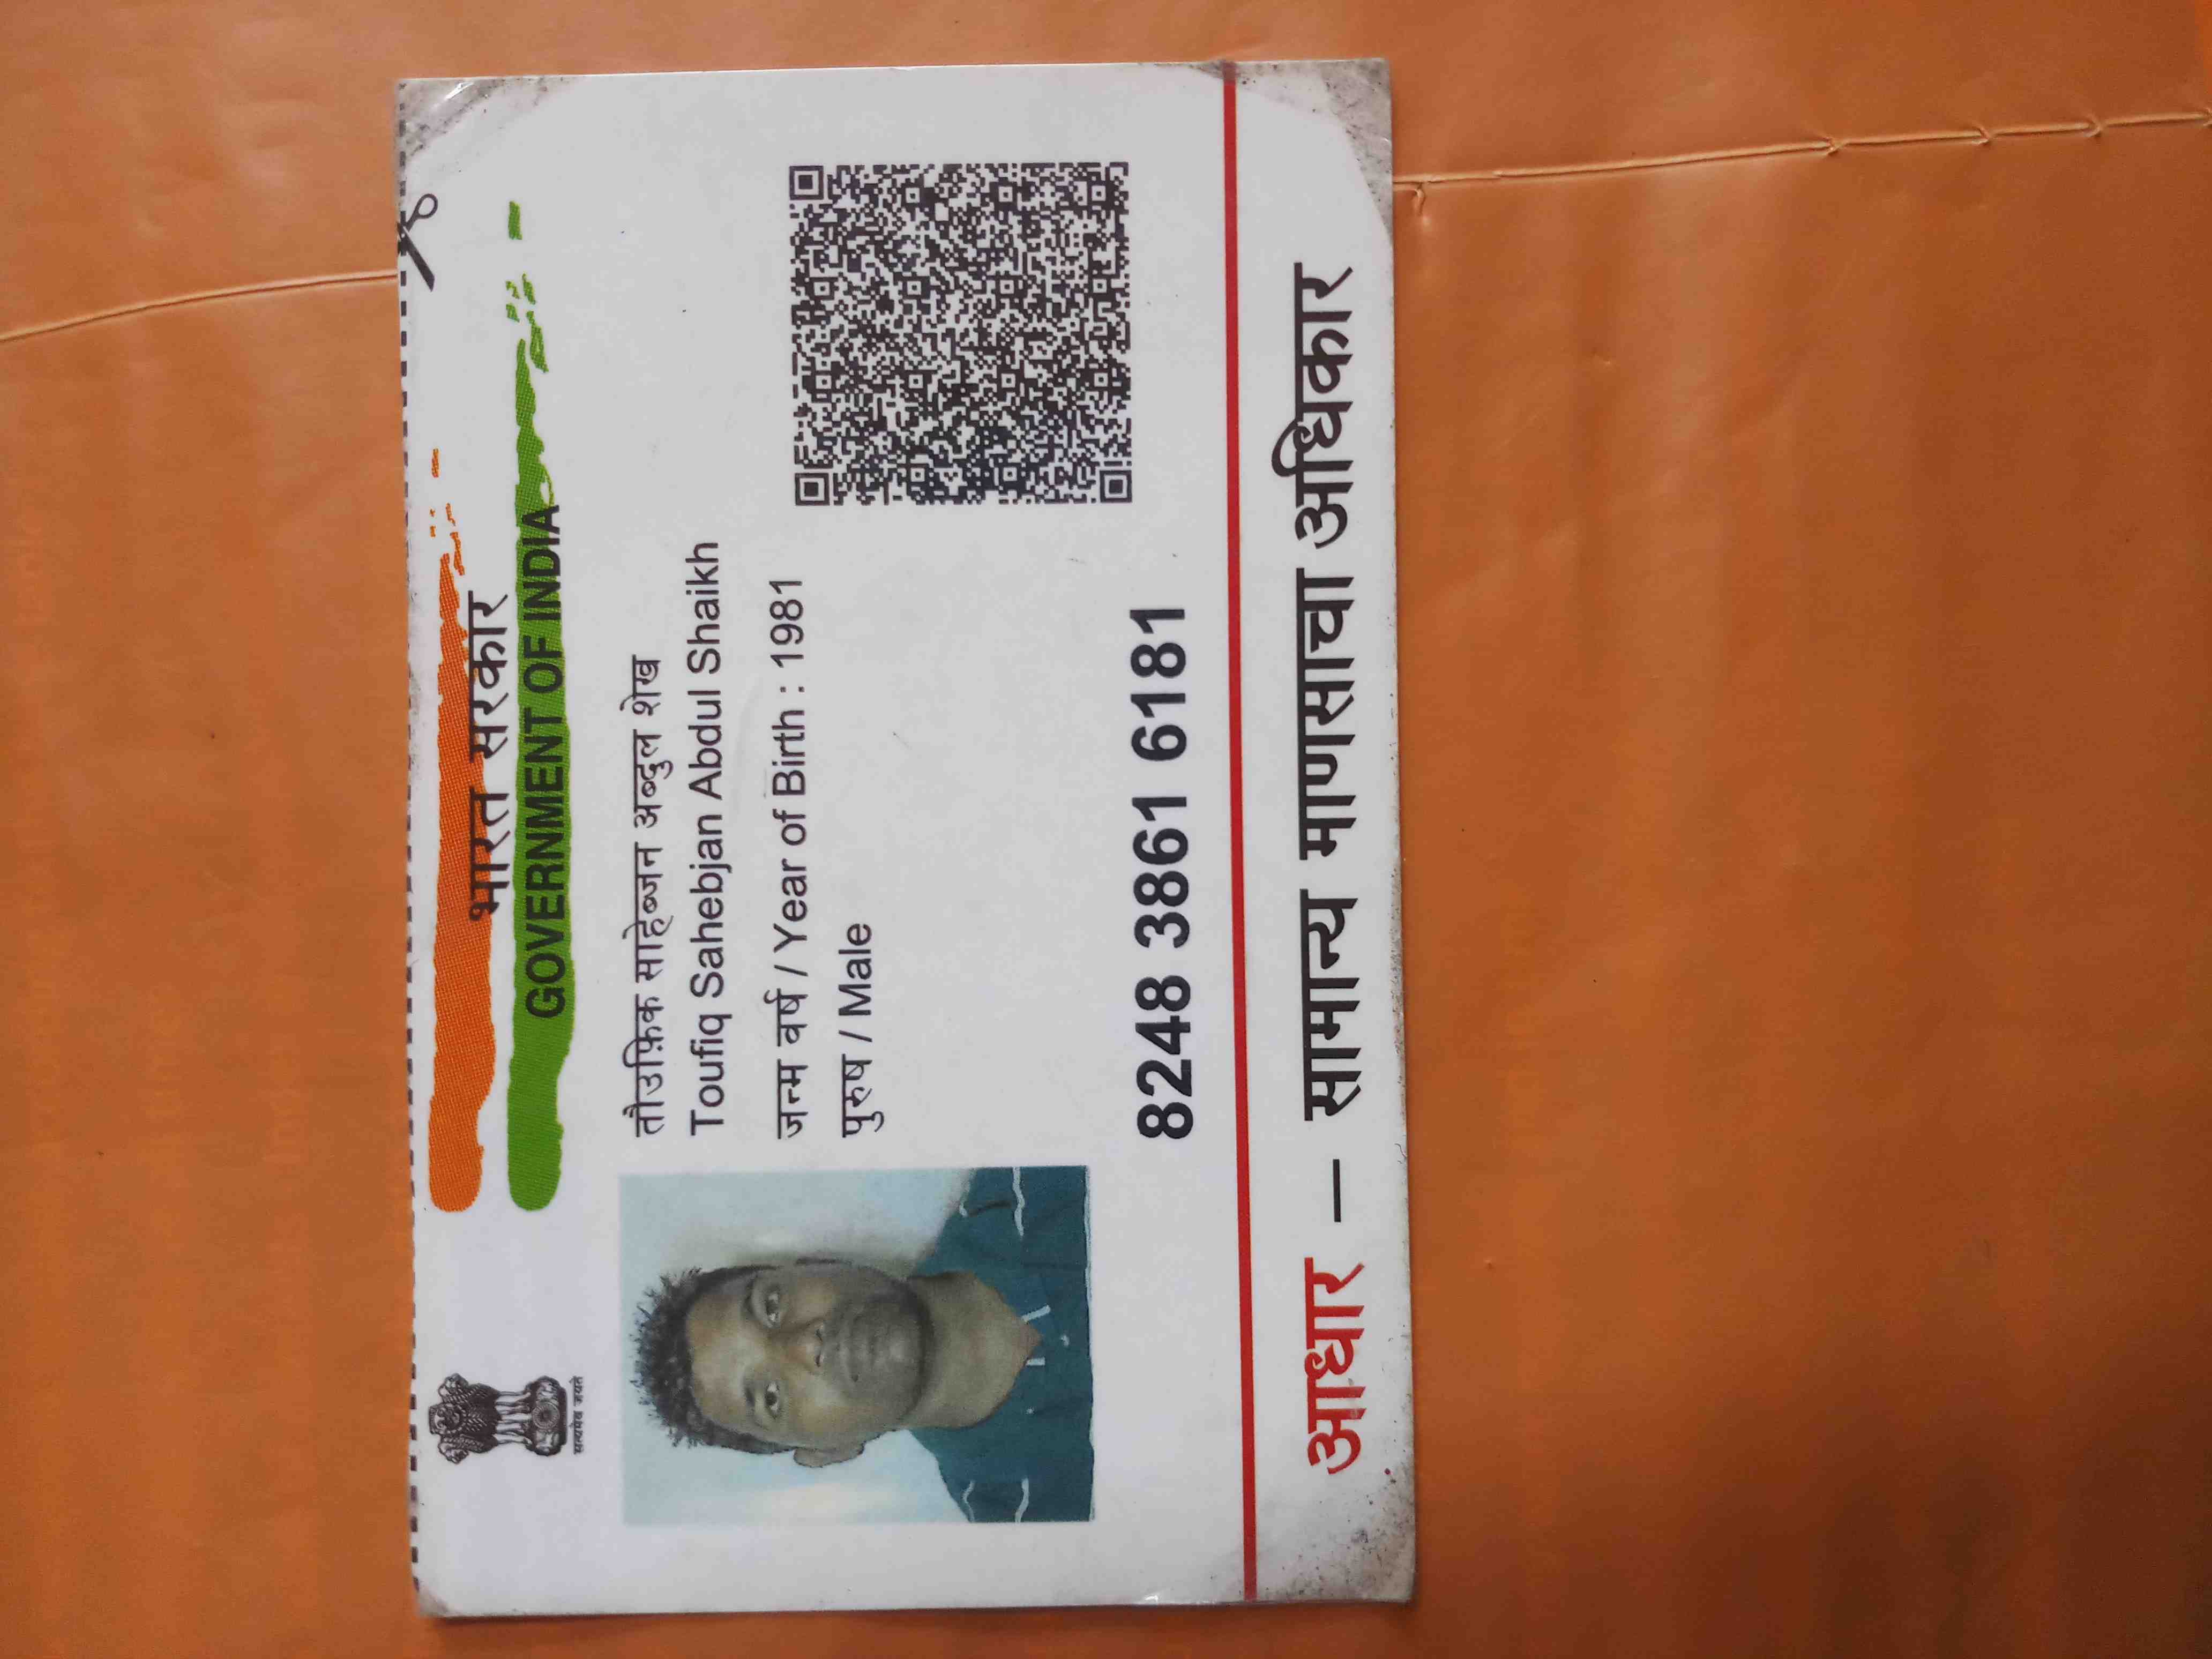 भारत सरकार
GOVERNMENT OF INDIA
सत्यमेव जयते
तौउफ़िक साहेब्जन अब्दुल शेख
Toufiq Sahebjan Abdul Shaikh
जन्म वर्ष / Year of Birth : 1981
पुरुष / Male
8248 3861 6181
आधार – सामान्य माणसाचा अधिकार